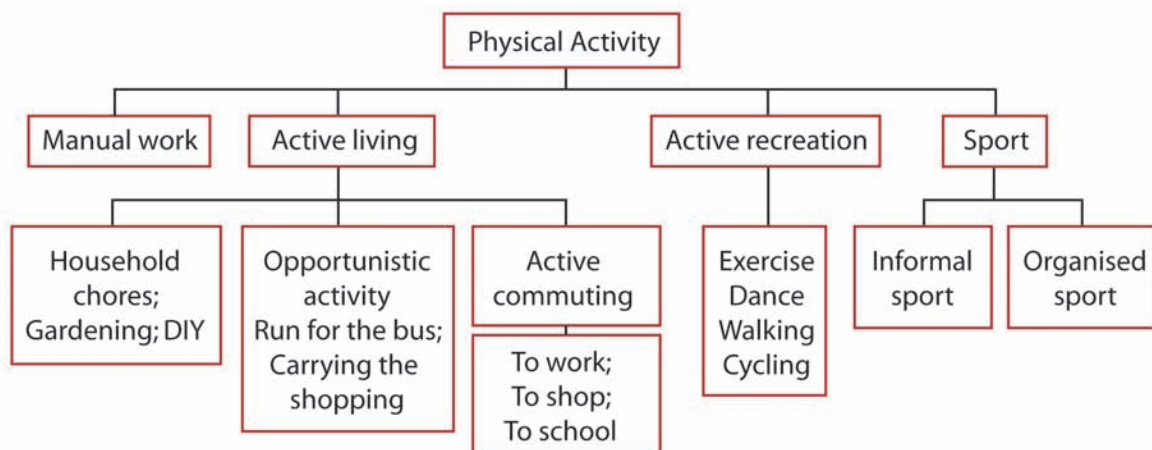 Physical Activity
Manual work
Active living
Active recreation
Sport
Household
chores;
Gardening; DIY
Opportunistic
activity
Run for the bus;
Carrying the
shopping
Active
commuting
To work;
To shop;
To school
Exercise
Dance
Walking
Cycling
Informal
sport
Organised
sport